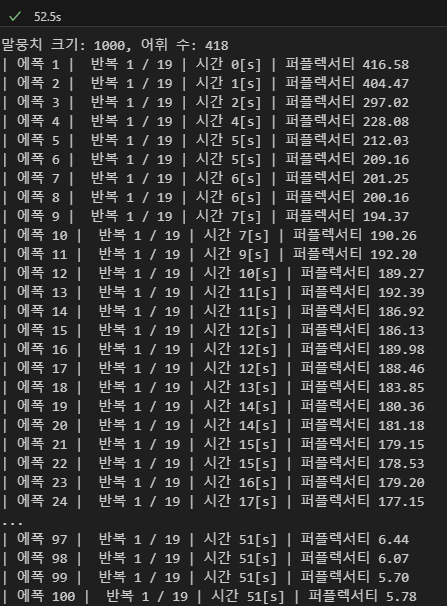 52.5s
말뭉치 크기: 1000, 어휘 수: 418
| 에폭 1 |  반복 1 / 19 | 시간 0[s] | 퍼플렉서티 416.58
| 에폭 2 |  반복 1 / 19 | 시간 1[s] | 퍼플렉서티 404.47
| 에폭 3 |  반복 1 / 19 | 시간 2[s] | 퍼플렉서티 297.02
| 에폭 4 |  반복 1 / 19 | 시간 4[s] | 퍼플렉서티 228.08
| 에폭 5 |  반복 1 / 19 | 시간 5[s] | 퍼플렉서티 212.03
| 에폭 6 |  반복 1 / 19 | 시간 5[s] | 퍼플렉서티 209.16
| 에폭 7 |  반복 1 / 19 | 시간 6[s] | 퍼플렉서티 201.25
| 에폭 8 |  반복 1 / 19 | 시간 6[s] | 퍼플렉서티 200.16
| 에폭 9 |  반복 1 / 19 | 시간 7[s] | 퍼플렉서티 194.37
| 에폭 10 |  반복 1 / 19 | 시간 7[s] | 퍼플렉서티 190.26
| 에폭 11 |  반복 1 / 19 | 시간 9[s] | 퍼플렉서티 192.20
| 에폭 12 |  반복 1 / 19 | 시간 10[s] | 퍼플렉서티 189.27
| 에폭 13 |  반복 1 / 19 | 시간 11[s] | 퍼플렉서티 192.39
| 에폭 14 |  반복 1 / 19 | 시간 11[s] | 퍼플렉서티 186.92
| 에폭 15 |  반복 1 / 19 | 시간 12[s] | 퍼플렉서티 186.13
| 에폭 16 |  반복 1 / 19 | 시간 12[s] | 퍼플렉서티 189.98
| 에폭 17 |  반복 1 / 19 | 시간 12[s] | 퍼플렉서티 188.46
| 에폭 18 |  반복 1 / 19 | 시간 13[s] | 퍼플렉서티 183.85
| 에폭 19 |  반복 1 / 19 | 시간 14[s] | 퍼플렉서티 180.36
| 에폭 20 |  반복 1 / 19 | 시간 14[s] | 퍼플렉서티 181.18
| 에폭 21 |  반복 1 / 19 | 시간 15[s] | 퍼플렉서티 179.15
| 에폭 22 |  반복 1 / 19 | 시간 15[s] | 퍼플렉서티 178.53
| 에폭 23 |  반복 1 / 19 | 시간 16[s] | 퍼플렉서티 179.20
| 에폭 24 |  반복 1 / 19 | 시간 17[s] | 퍼플렉서티 177.15
...
| 에폭 97 |  반복 1 / 19 | 시간 51[s] | 퍼플렉서티 6.44
| 에폭 98 |  반복 1 / 19 | 시간 51[s] | 퍼플렉서티 6.07
| 에폭 99 |  반복 1 / 19 | 시간 51[s] | 퍼플렉서티 5.70
| 에폭 100 |  반복 1 / 19 | 시간 51[s] | 퍼플렉서티 5.78